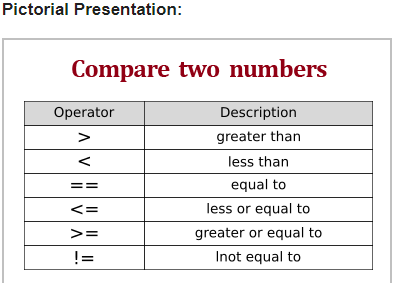 Pictorial Presentation:
Compare two numbers
Operator Description
> greater than
< less than
== equal to
<= less or equal to
>= greater or equal to
!= lnot equal to